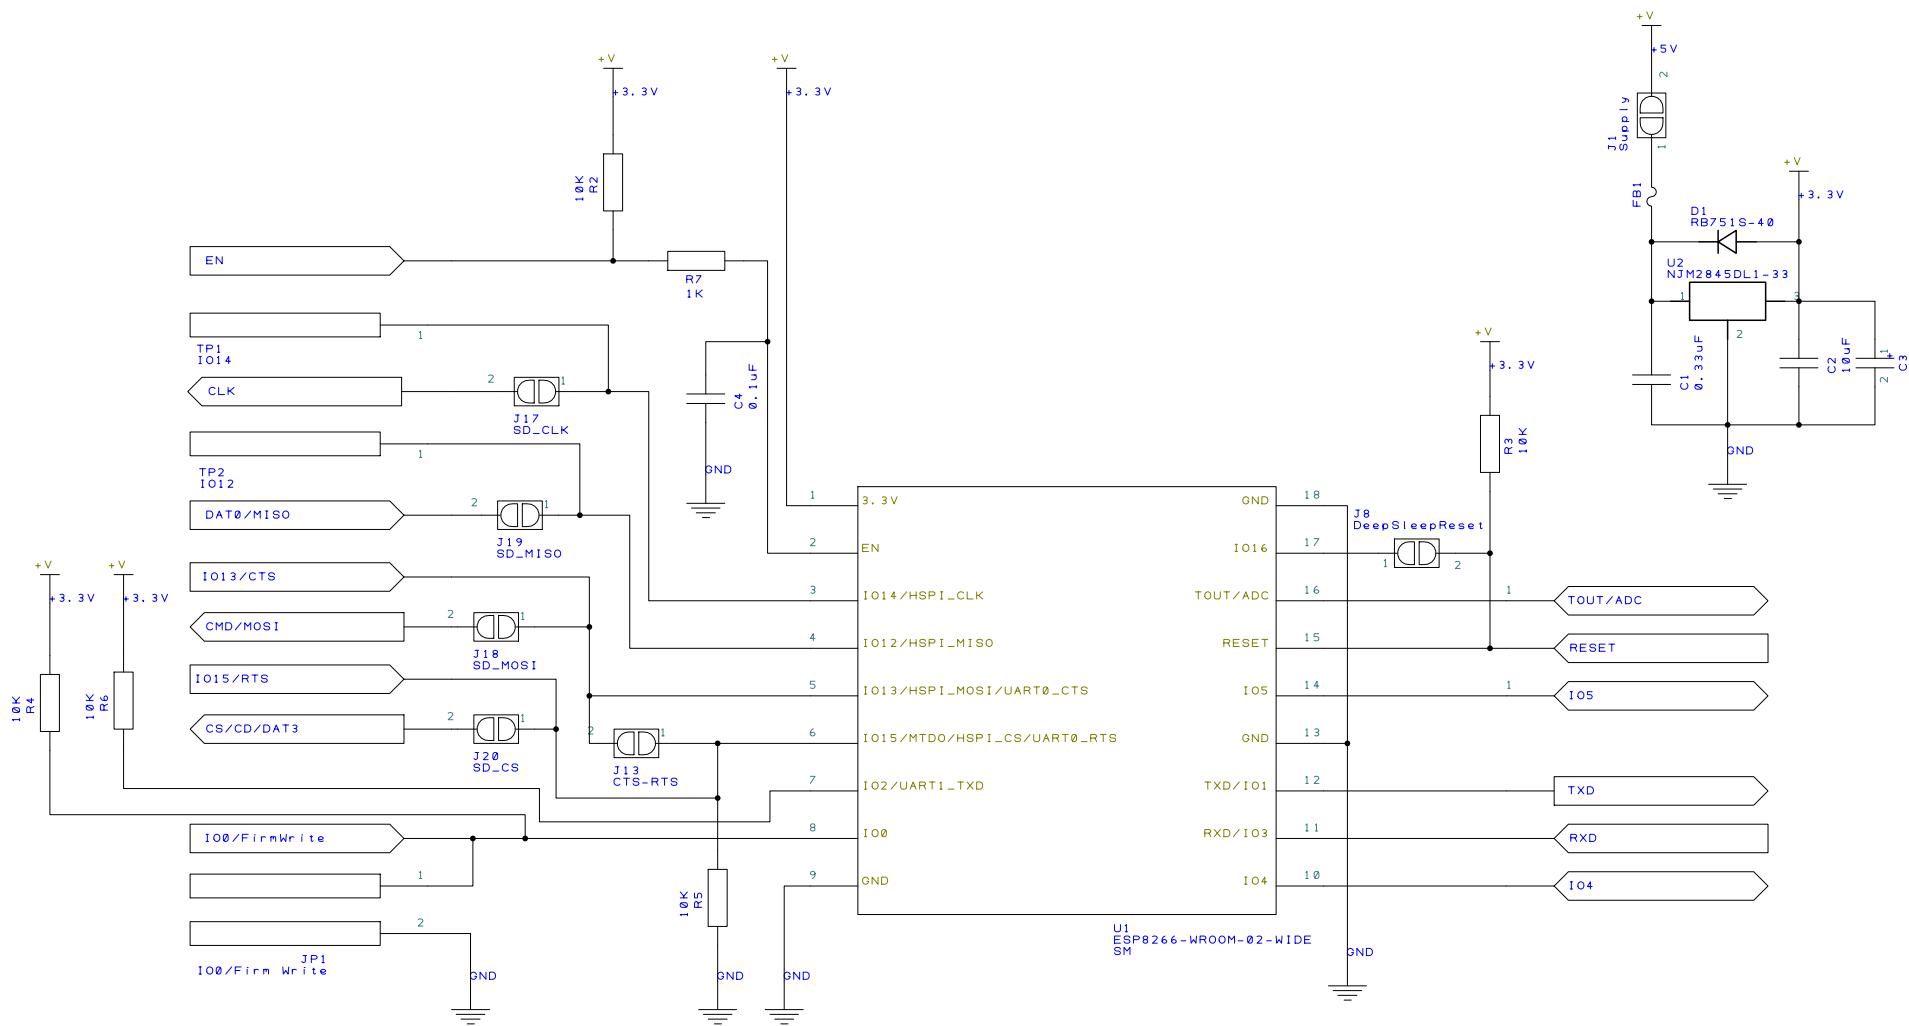 +V
+5V
2
J1
Supply
1
FB1
+V
+3.3V
D1
RB751S-40
U2
NJM2845DL1-33
1
3
2
C1
0.33uF
C2
10uF
1
+
2
C3
GND
+V
+3.3V
10K
R2
+V
+3.3V
EN
R7
1K
1
TP1
IO14
CLK
2
1
J17
SD_CLK
C4
0.1uF
GND
1
TP2
IO12
DAT0/MISO
2
1
J19
SD_MISO
IO13/CTS
CMD/MOSI
2
1
J18
SD_MOSI
IO15/RTS
CS/CD/DAT3
2
1
J20
SD_CS
2
1
J13
CTS-RTS
+V
+3.3V
10K
R4
+V
+3.3V
10K
R6
IO0/FirmWrite
1
2
JP1
IO0/Firm Write
GND
10K
R5
GND
GND
1
3.3V
2
EN
3
IO14/HSPI_CLK
4
IO12/HSPI_MISO
5
IO13/HSPI_MOSI/UART0_CTS
6
IO15/MTDO/HSPI_CS/UART0_RTS
7
IO2/UART1_TXD
8
IO0
9
GND
GND
18
IO16
17
TOUT/ADC
16
RESET
15
IO5
14
GND
13
TXD/IO1
12
RXD/IO3
11
IO4
10
U1
ESP8266-WROOM-02-WIDE
SM
GND
J8
DeepSleepReset
1
2
+V
+3.3V
R3
10K
1
TOUT/ADC
RESET
1
IO5
TXD
RXD
IO4